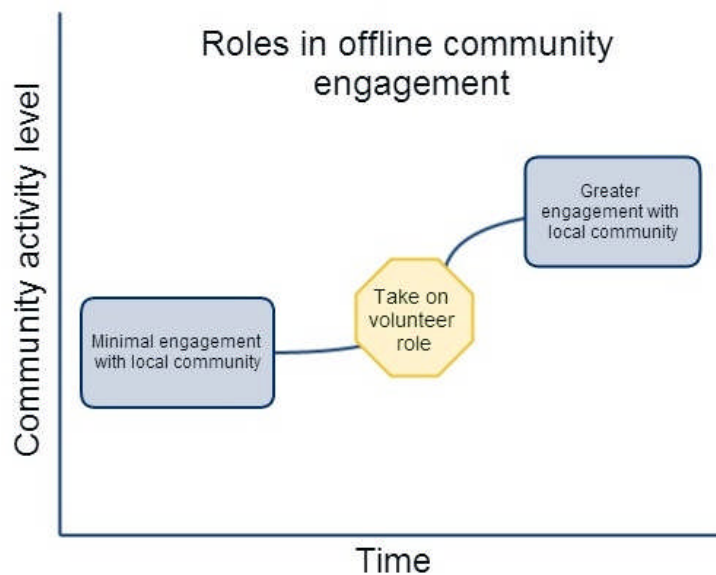 Roles in offline community
engagement
Community activity level
Greater
engagement with
local community
Take on
volunteer
role
Minimal engagement
with local community
Time